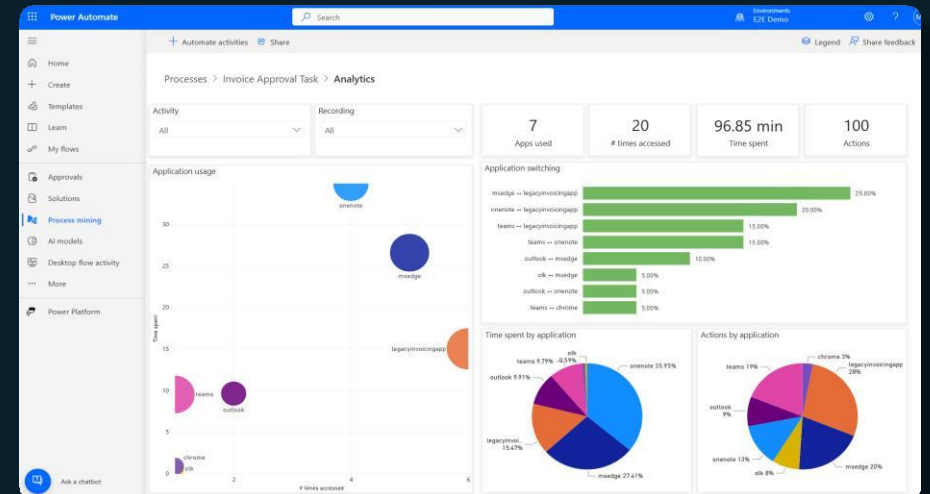 Power Automate
Search
Environments
E2E Demo
?
Automate activities
Share
Legend
Share feedback
Home
Create
Templates
Learn
My flows
Approvals
Solutions
Process mining
AI models
Desktop flow activity
More
Power Platform
Ask a chatbot
Processes > Invoice Approval Task > Analytics
Activity
All
Recording
All
7
Apps used
20
# times accessed
96.85 min
Time spent
100
Actions
Application usage
Time spent
30
25
20
15
10
5
0
2
4
6
# times accessed
onenote
msedge
legacyinvoicingapp
teams
outlook
chrome
olk
Application switching
msedge ↔ legacyinvoicingapp 25.00%
onenote ↔ legacyinvoicingapp 20.00%
teams ↔ legacyinvoicingapp 15.00%
teams ↔ onenote 15.00%
outlook ↔ msedge 10.00%
olk ↔ msedge 5.00%
outlook ↔ onenote 5.00%
teams ↔ chrome 5.00%
Time spent by application
olk
0.59%
teams 9.79%
onenote 35.95%
outlook 9.91%
legacyinvoi...
15.47%
msedge 27.41%
Actions by application
chrome 3%
teams 19%
legacyinvoicingapp
28%
outlook
9%
onenote 13%
olk 8%
msedge 20%